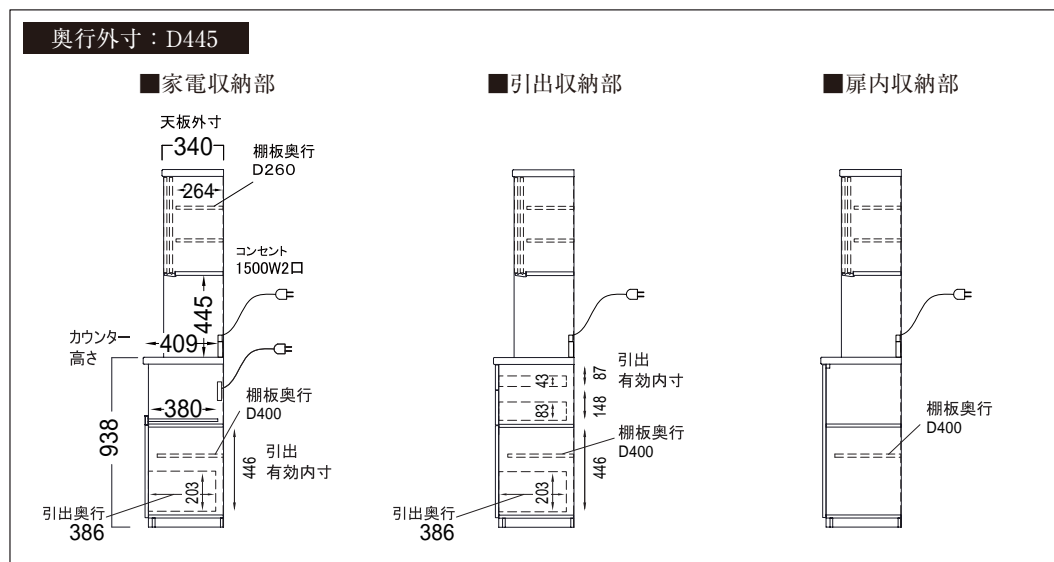 奥行外寸：D445
■家電収納部
天板外寸
340
棚板奥行
D260
264
コンセント
1500W2口
445
カウンター
高さ
409
380
棚板奥行
D400
938
446
引出
有効内寸
203
引出奥行
386
■引出収納部
43
87
引出
有効内寸
83
148
棚板奥行
D400
446
203
引出奥行
386
■扉内収納部
棚板奥行
D400